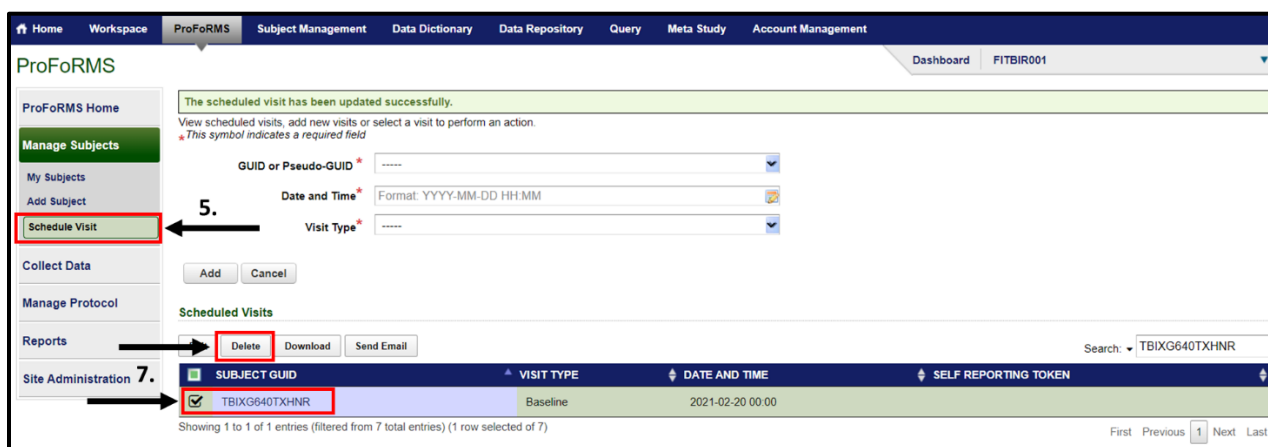 Home Workspace ProFoRMS Subject Management Data Dictionary Data Repository Query Meta Study Account Management
ProFoRMS
Dashboard FITBIR001
ProFoRMS Home
Manage Subjects
My Subjects
Add Subject
Schedule Visit
Collect Data
Manage Protocol
Reports
Site Administration
The scheduled visit has been updated successfully.
View scheduled visits, add new visits or select a visit to perform an action.
*This symbol indicates a required field
GUID or Pseudo-GUID * -----
Date and Time* Format: YYYY-MM-DD HH:MM
5.
Visit Type* -----
Add Cancel
Scheduled Visits
Delete Download Send Email
Search: TBIXG640TXHNR
7.
SUBJECT GUID VISIT TYPE DATE AND TIME SELF REPORTING TOKEN
TBIXG640TXHNR Baseline 2021-02-20 00:00
Showing 1 to 1 of 1 entries (filtered from 7 total entries) (1 row selected of 7)
First Previous 1 Next Last